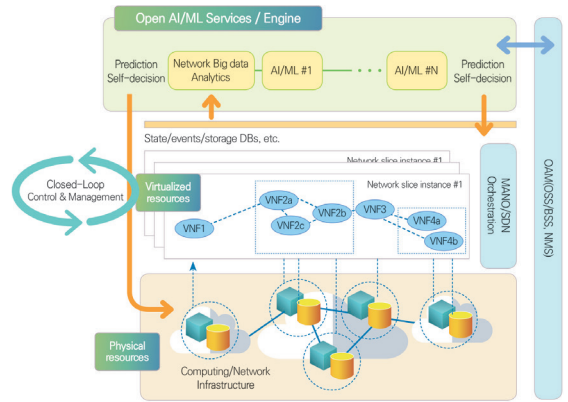 Open AI/ML Services / Engine
Prediction
Self-decision
Network Big data
Analytics
AI/ML #1
AI/ML #N
Prediction
Self-decision
State/events/storage DBs, etc.
Network slice instance #1
Network slice instance #1
Closed-Loop
Control & Management
Virtualized
resources
VNF1
VNF2a
VNF2c
VNF2b
VNF3
VNF4a
VNF4b
MANO/SDN
Orchestration
OAM(OSS/BSS, NMS)
Physical
resources
Computing/Network
Infrastructure